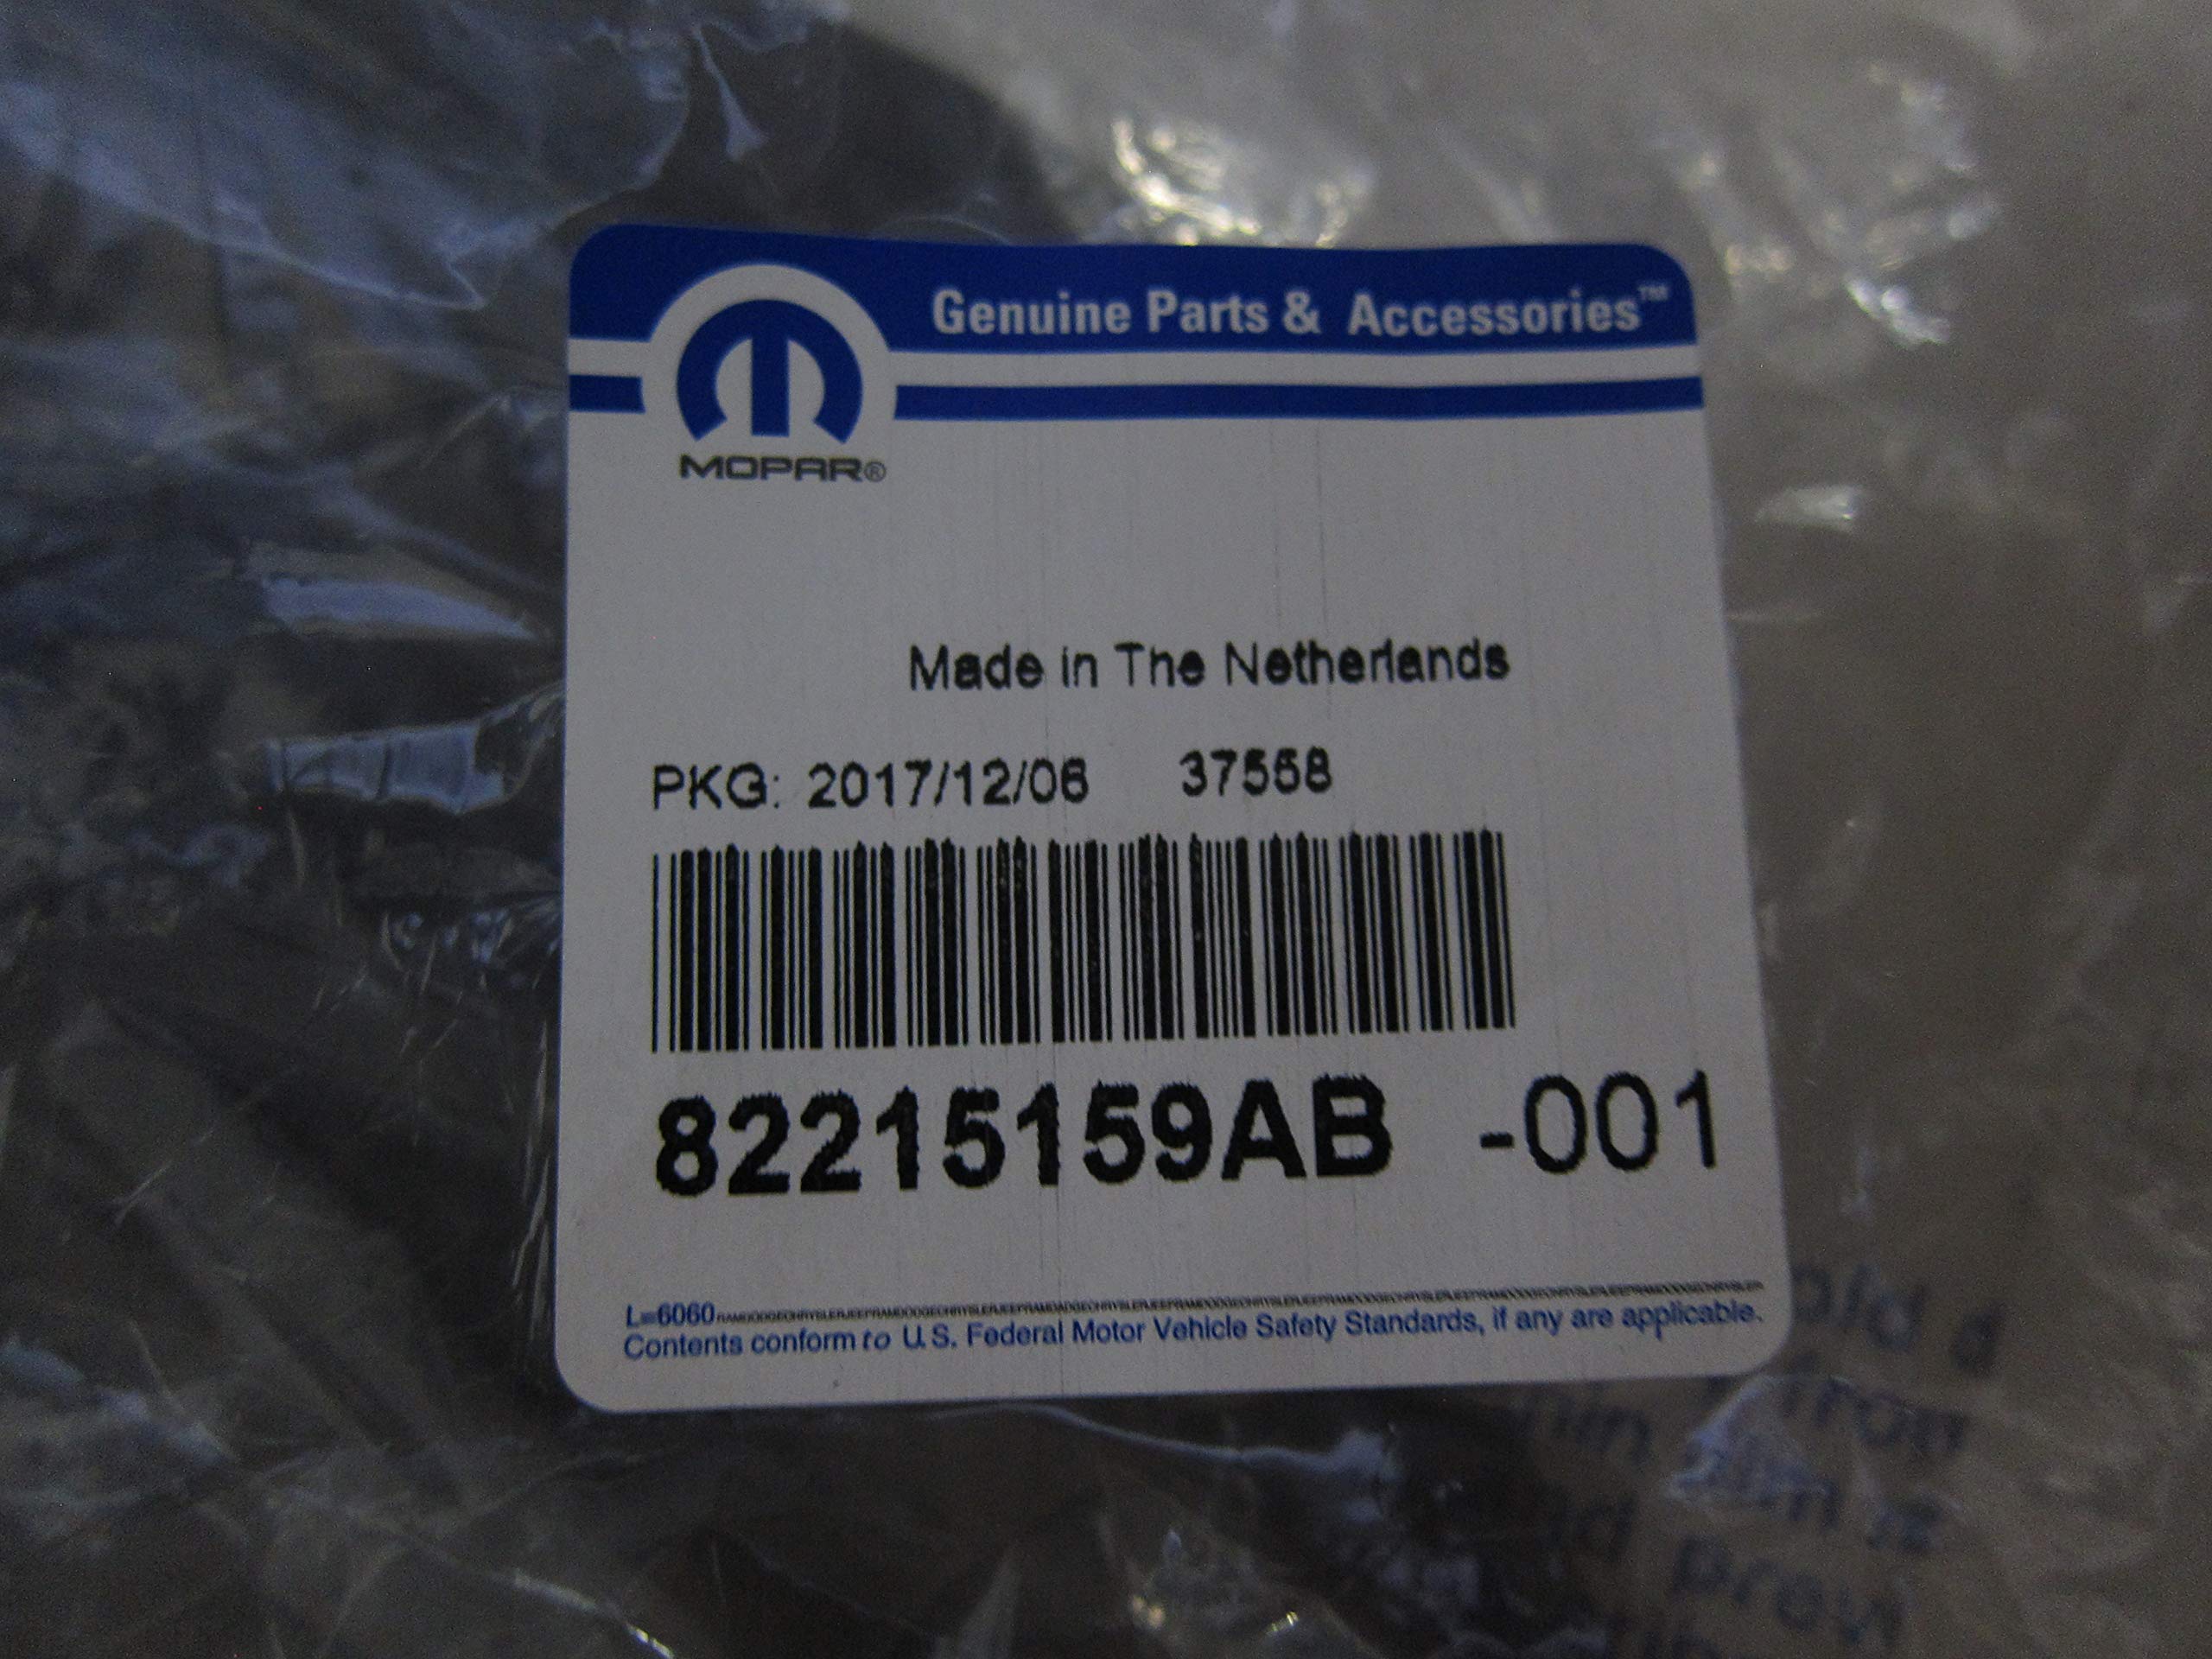 Genuine Parts & Accessories™
MOPAR®
Made in The Netherlands
PKG: 2017/12/06 37558
82215159AB -001
L=6060
Contents conform to U.S. Federal Motor Vehicle Safety Standards, if any are applicable.